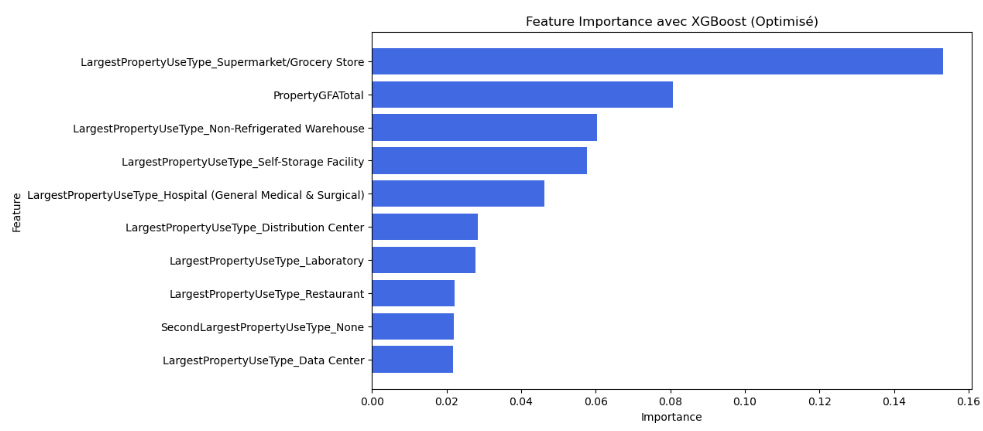 Feature Importance avec XGBoost (Optimisé)
LargestPropertyUseType_Supermarket/Grocery Store
PropertyGFATotal
LargestPropertyUseType_Non-Refrigerated Warehouse
LargestPropertyUseType_Self-Storage Facility
LargestPropertyUseType_Hospital (General Medical & Surgical)
LargestPropertyUseType_Distribution Center
LargestPropertyUseType_Laboratory
LargestPropertyUseType_Restaurant
SecondLargestPropertyUseType_None
LargestPropertyUseType_Data Center
Feature
0.00 0.02 0.04 0.06 0.08 0.10 0.12 0.14 0.16
Importance